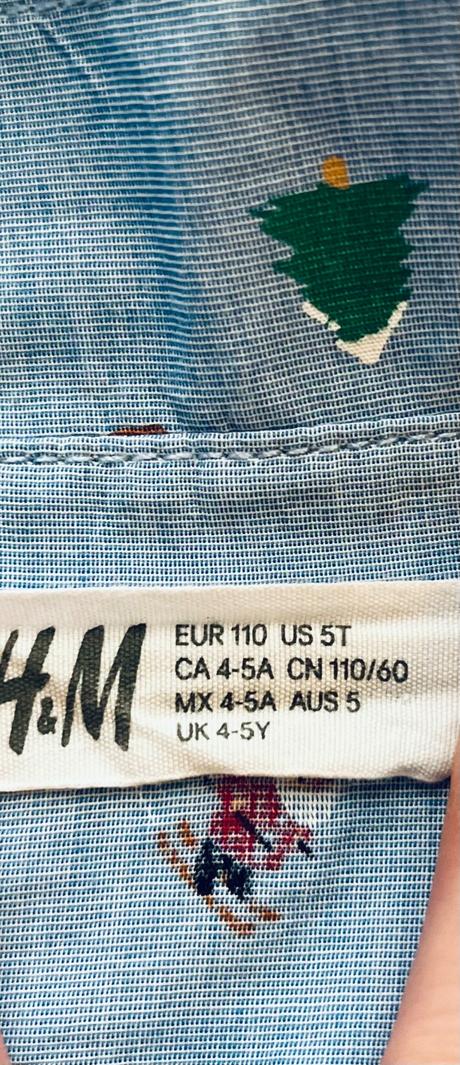 H&M
EUR 110 US 5T
CA 4-5A CN 110/60
MX 4-5A AUS 5
UK 4-5Y